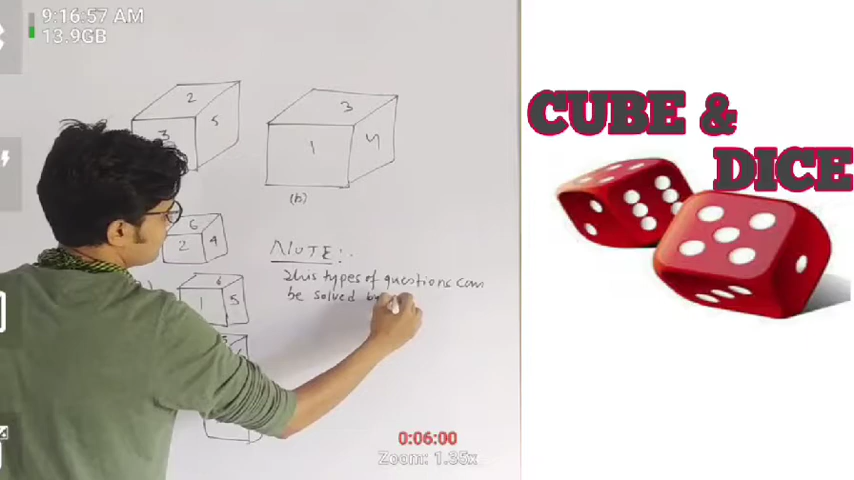 9:16:57 AM
13.9GB
2
5
3
3
1
4
(b)
6
2
4
NOTE:-
This types of questions can
be solved by
6
1
5
CUBE &
DICE
0:06:00
Zoom: 1.35x